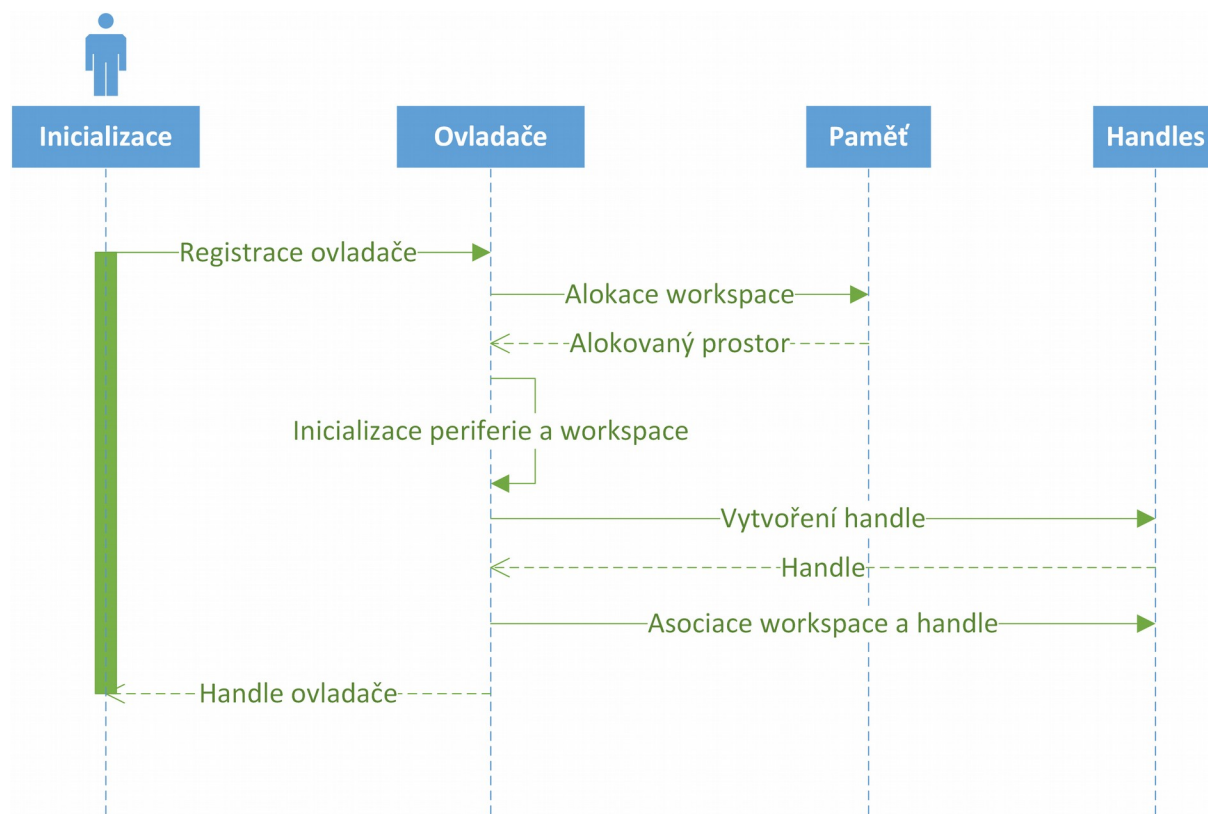 Inicializace
Ovladače
Paměť
Handles
Registrace ovladače
Alokace workspace
Alokovaný prostor
Inicializace periferie a workspace
Vytvoření handle
Handle
Asociace workspace a handle
Handle ovladače